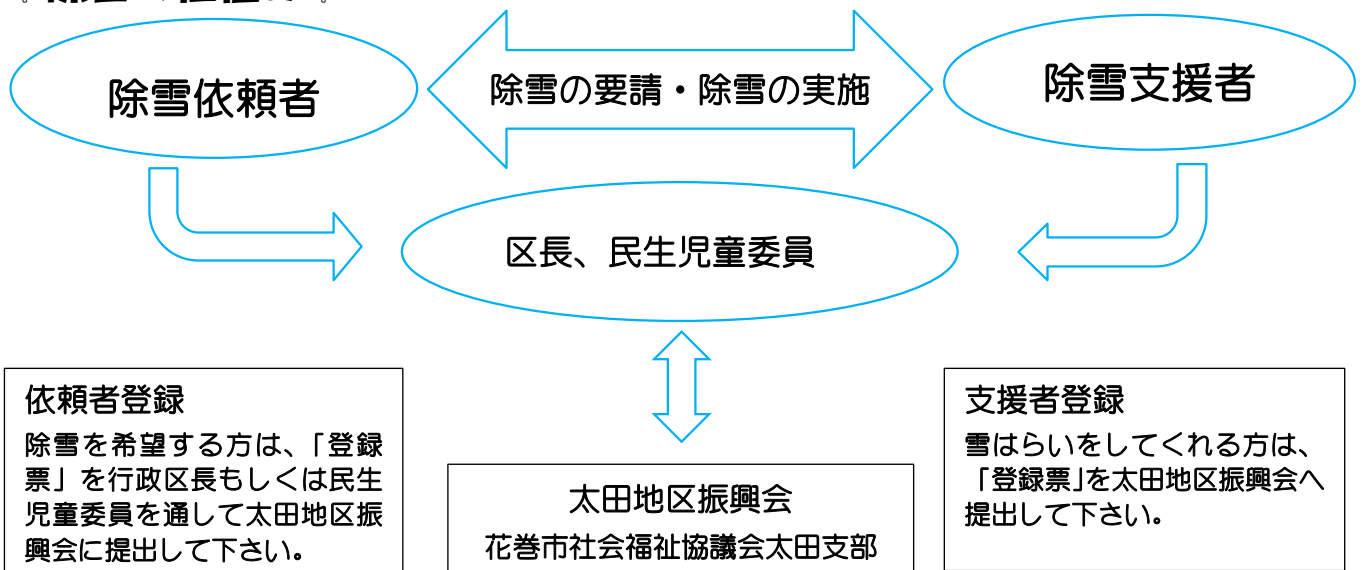 除雪依頼者
除雪の要請・除雪の実施
除雪支援者
区長、民生児童委員
依頼者登録
除雪を希望する方は、「登録
票」を行政区長もしくは民生
児童委員を通して太田地区振
興会に提出して下さい。
太田地区振興会
花巻市社会福祉協議会太田支部
支援者登録
雪はらいをしてくれる方は、
「登録票」を太田地区振興会へ
提出して下さい。